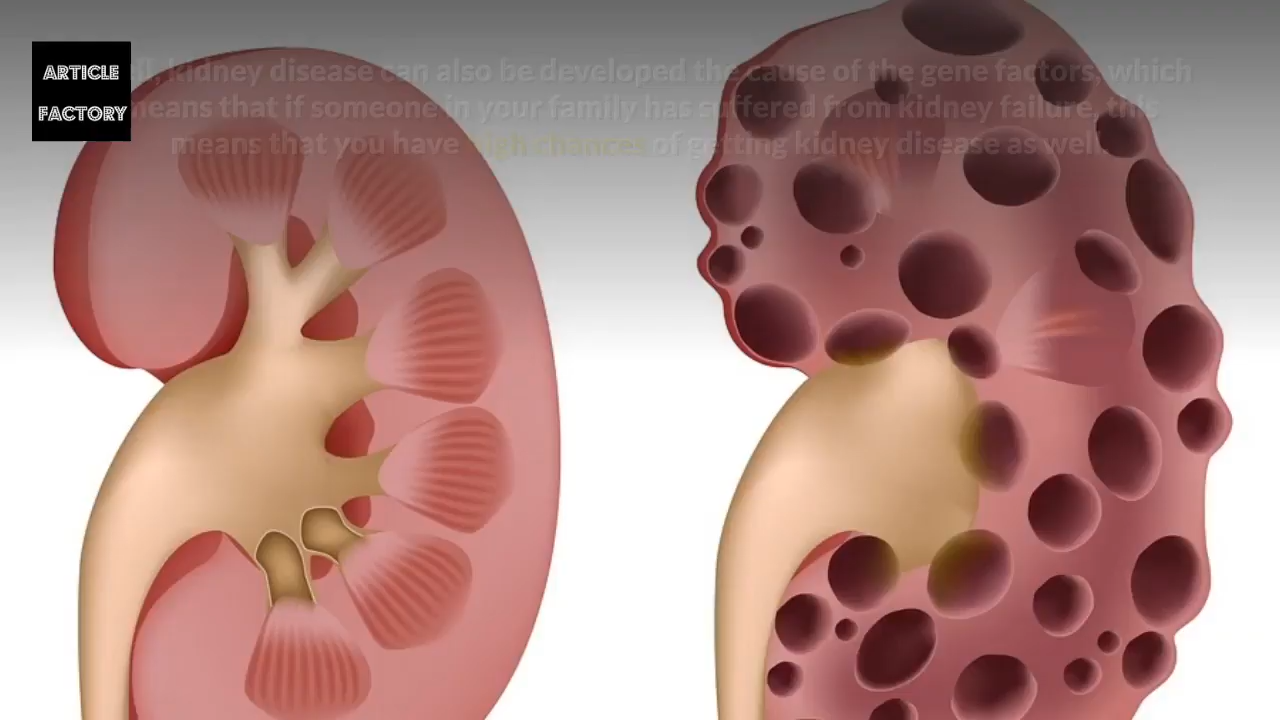 ARTICLE
FACTORY
kidney disease can also be developed the cause of the gene factors, which
means that if someone in your family has suffered from kidney failure, this
means that you have high chances of getting kidney disease as well.